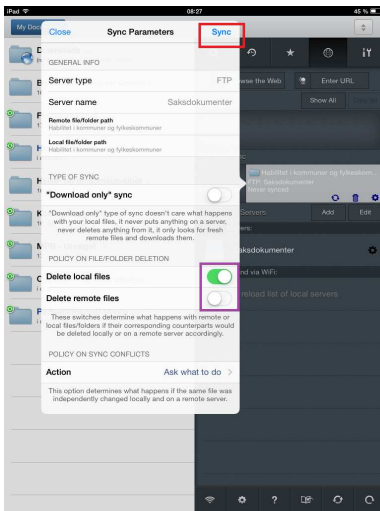 iPad
08:27
45 %
My Doc
Close
Sync Parameters
Sync
GENERAL INFO
Server type
FTP
Server name
Saksdokumenter
Remote file/folder path
Habilitet i kommuner og fylkeskommuner
Local file/folder path
Habilitet i kommuner og fylkeskommuner
TYPE OF SYNC
"Download only" sync
"Download only" type of sync doesn't care what happens
with your local files, it never puts anything on a server,
never deletes anything from it, it only looks for fresh
remote files and downloads them.
POLICY ON FILE/FOLDER DELETION
Delete local files
Delete remote files
These switches determine what happens with remote or
local files/folders if their corresponding counterparts would
be deleted locally or on a remote server accordingly.
POLICY ON SYNC CONFLICTS
Action
Ask what to do
This option determines what happens if the same file was
independently changed locally and on a remote server.
wse the Web
Enter URL
Show All
Habilitet i kommuner og fylkeskom...
FTP: Saksdokumenter
Never synced
Servers
Add
Edit
ers:
aksdokumenter
nd via WiFi:
reload list of local servers